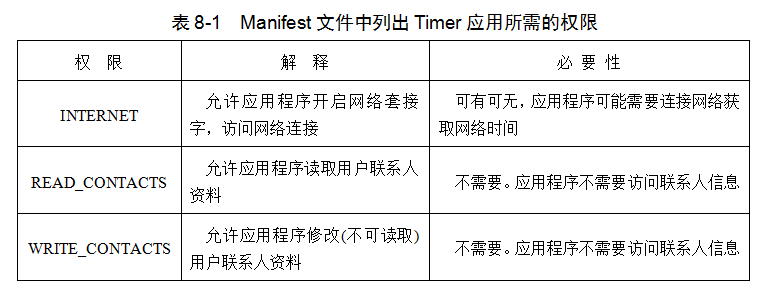 表 8-1 Manifest 文件中列出 Timer 应用所需的权限
权 限 解 释 必 要 性
INTERNET
允许应用程序开启网络套接
字，访问网络连接
可有可无，应用程序可能需要连接网络获
取网络时间
READ_CONTACTS
允许应用程序读取用户联系人
资料
不需要。应用程序不需要访问联系人信息
WRITE_CONTACTS
允许应用程序修改(不可读取)
用户联系人资料
不需要。应用程序不需要访问联系人信息